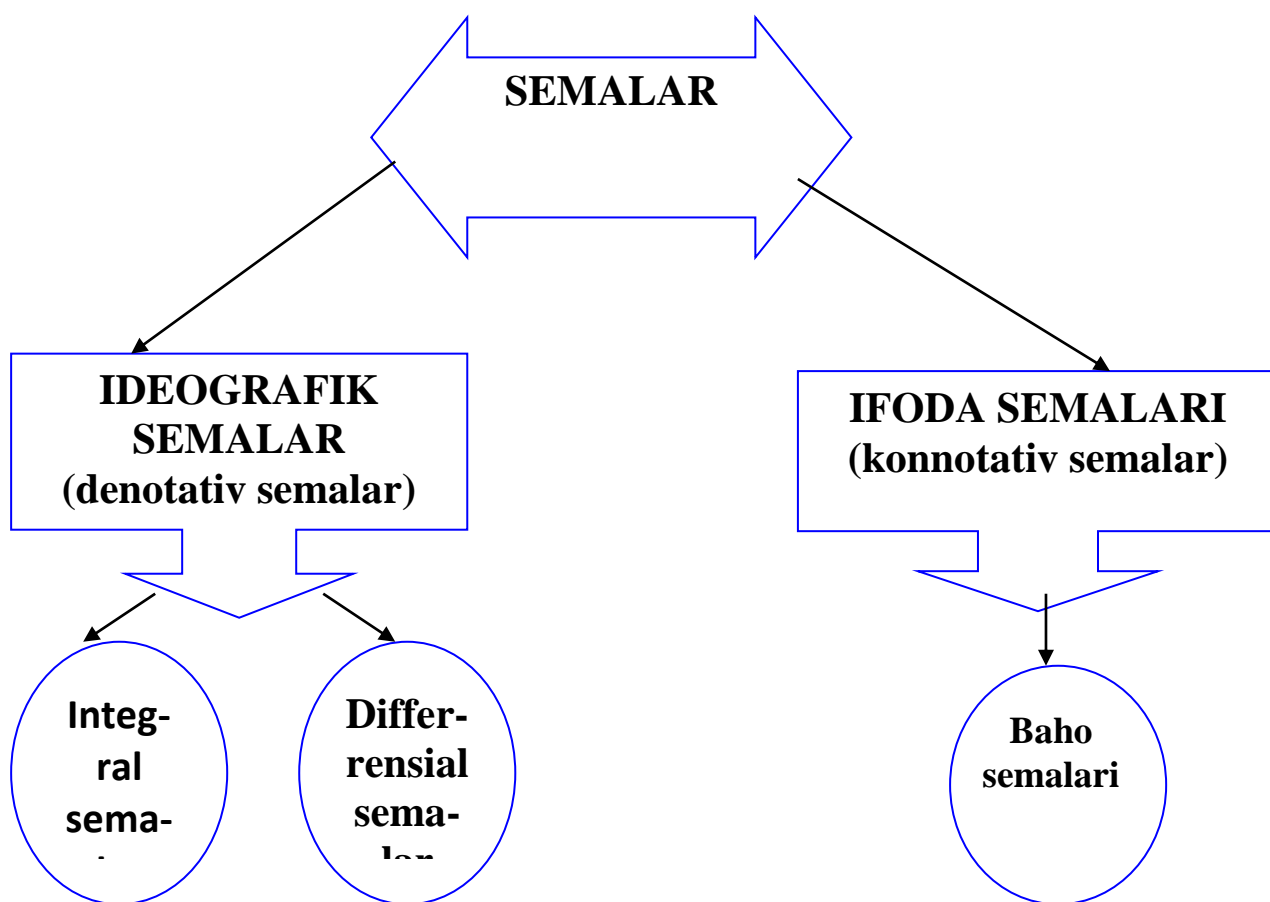 SEMALAR
IDEOGRAFIK
SEMALAR
(denotativ semalar)
IFODA SEMALARI
(konnotativ semalar)
Integ-
ral
sema-
Differ-
rensial
sema-
Baho
semalari